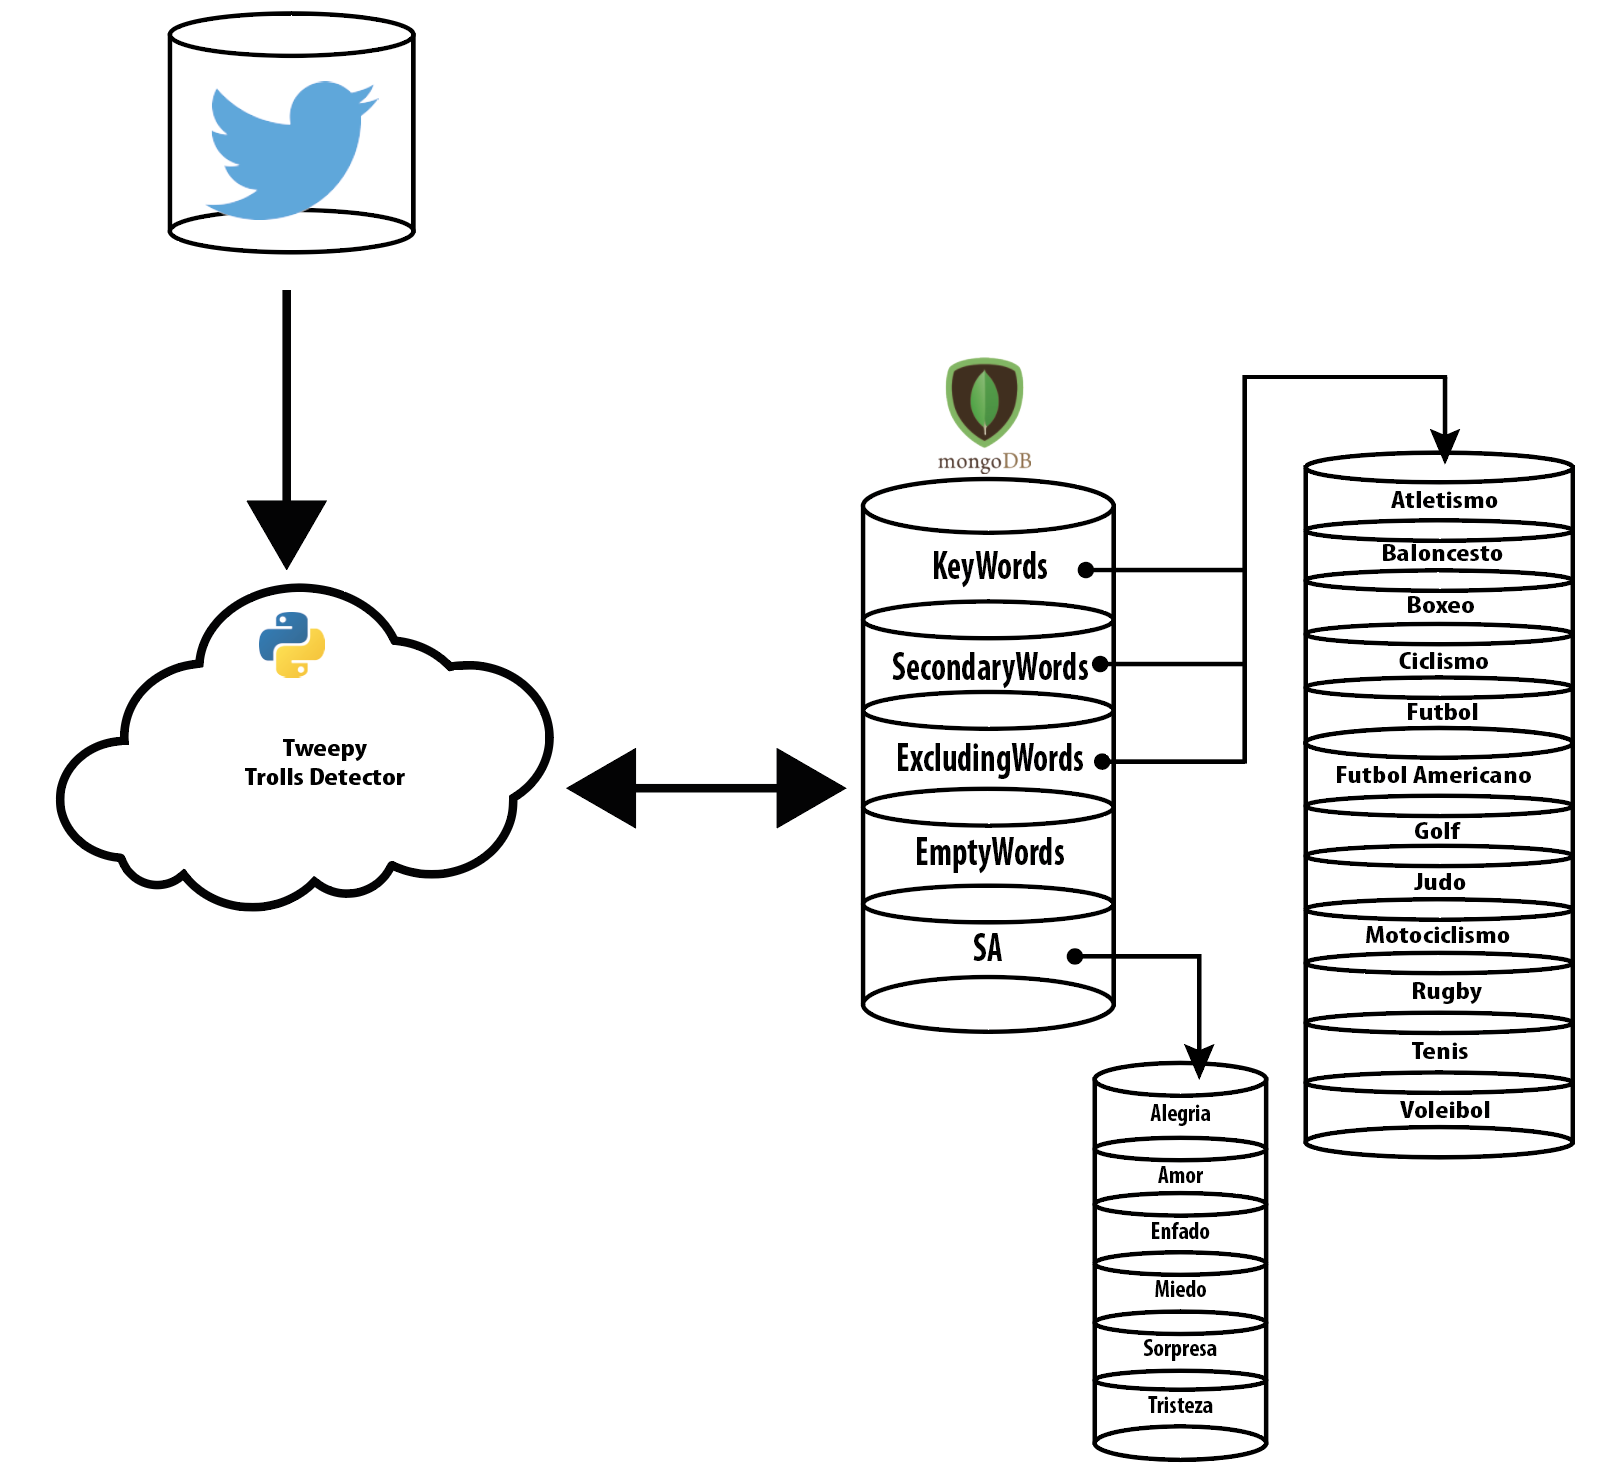 Tweepy
Trolls Detector
mongoDB
KeyWords
SecondaryWords
ExcludingWords
EmptyWords
SA
Atletismo
Baloncesto
Boxeo
Ciclismo
Futbol
Futbol Americano
Golf
Judo
Motociclismo
Rugby
Tenis
Voleibol
Alegria
Amor
Enfado
Miedo
Sorpresa
Tristeza